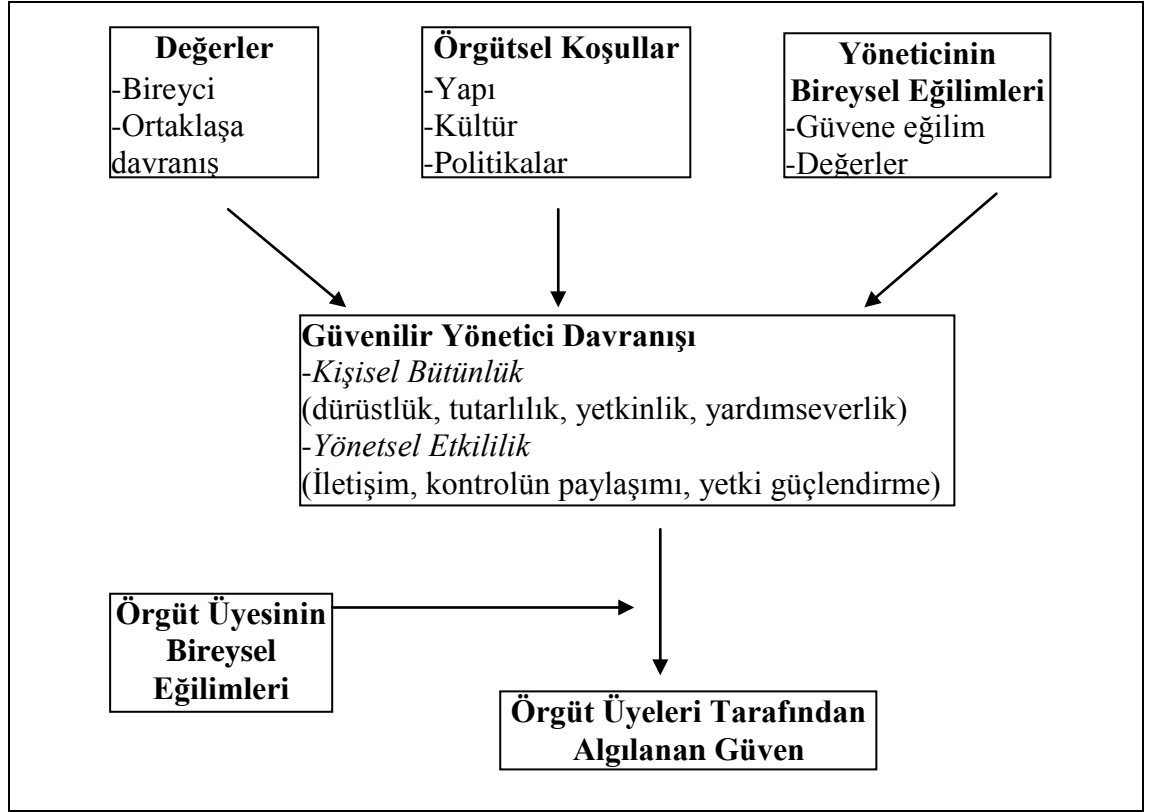 Değerler
-Bireyci
-Ortaklaşa
davranış
Örgütsel Koşullar
-Yapı
-Kültür
-Politikalar
Yöneticinin
Bireysel Eğilimleri
-Güvene eğilim
-Değerler
Güvenilir Yönetici Davranışı
-Kişisel Bütünlük
(dürüstlük, tutarlılık, yetkinlik, yardımseverlik)
-Yönetsel Etkililik
(İletişim, kontrolün paylaşımı, yetki güçlendirme)
Örgüt Üyesinin
Bireysel
Eğilimleri
Örgüt Üyeleri Tarafından
Algılanan Güven